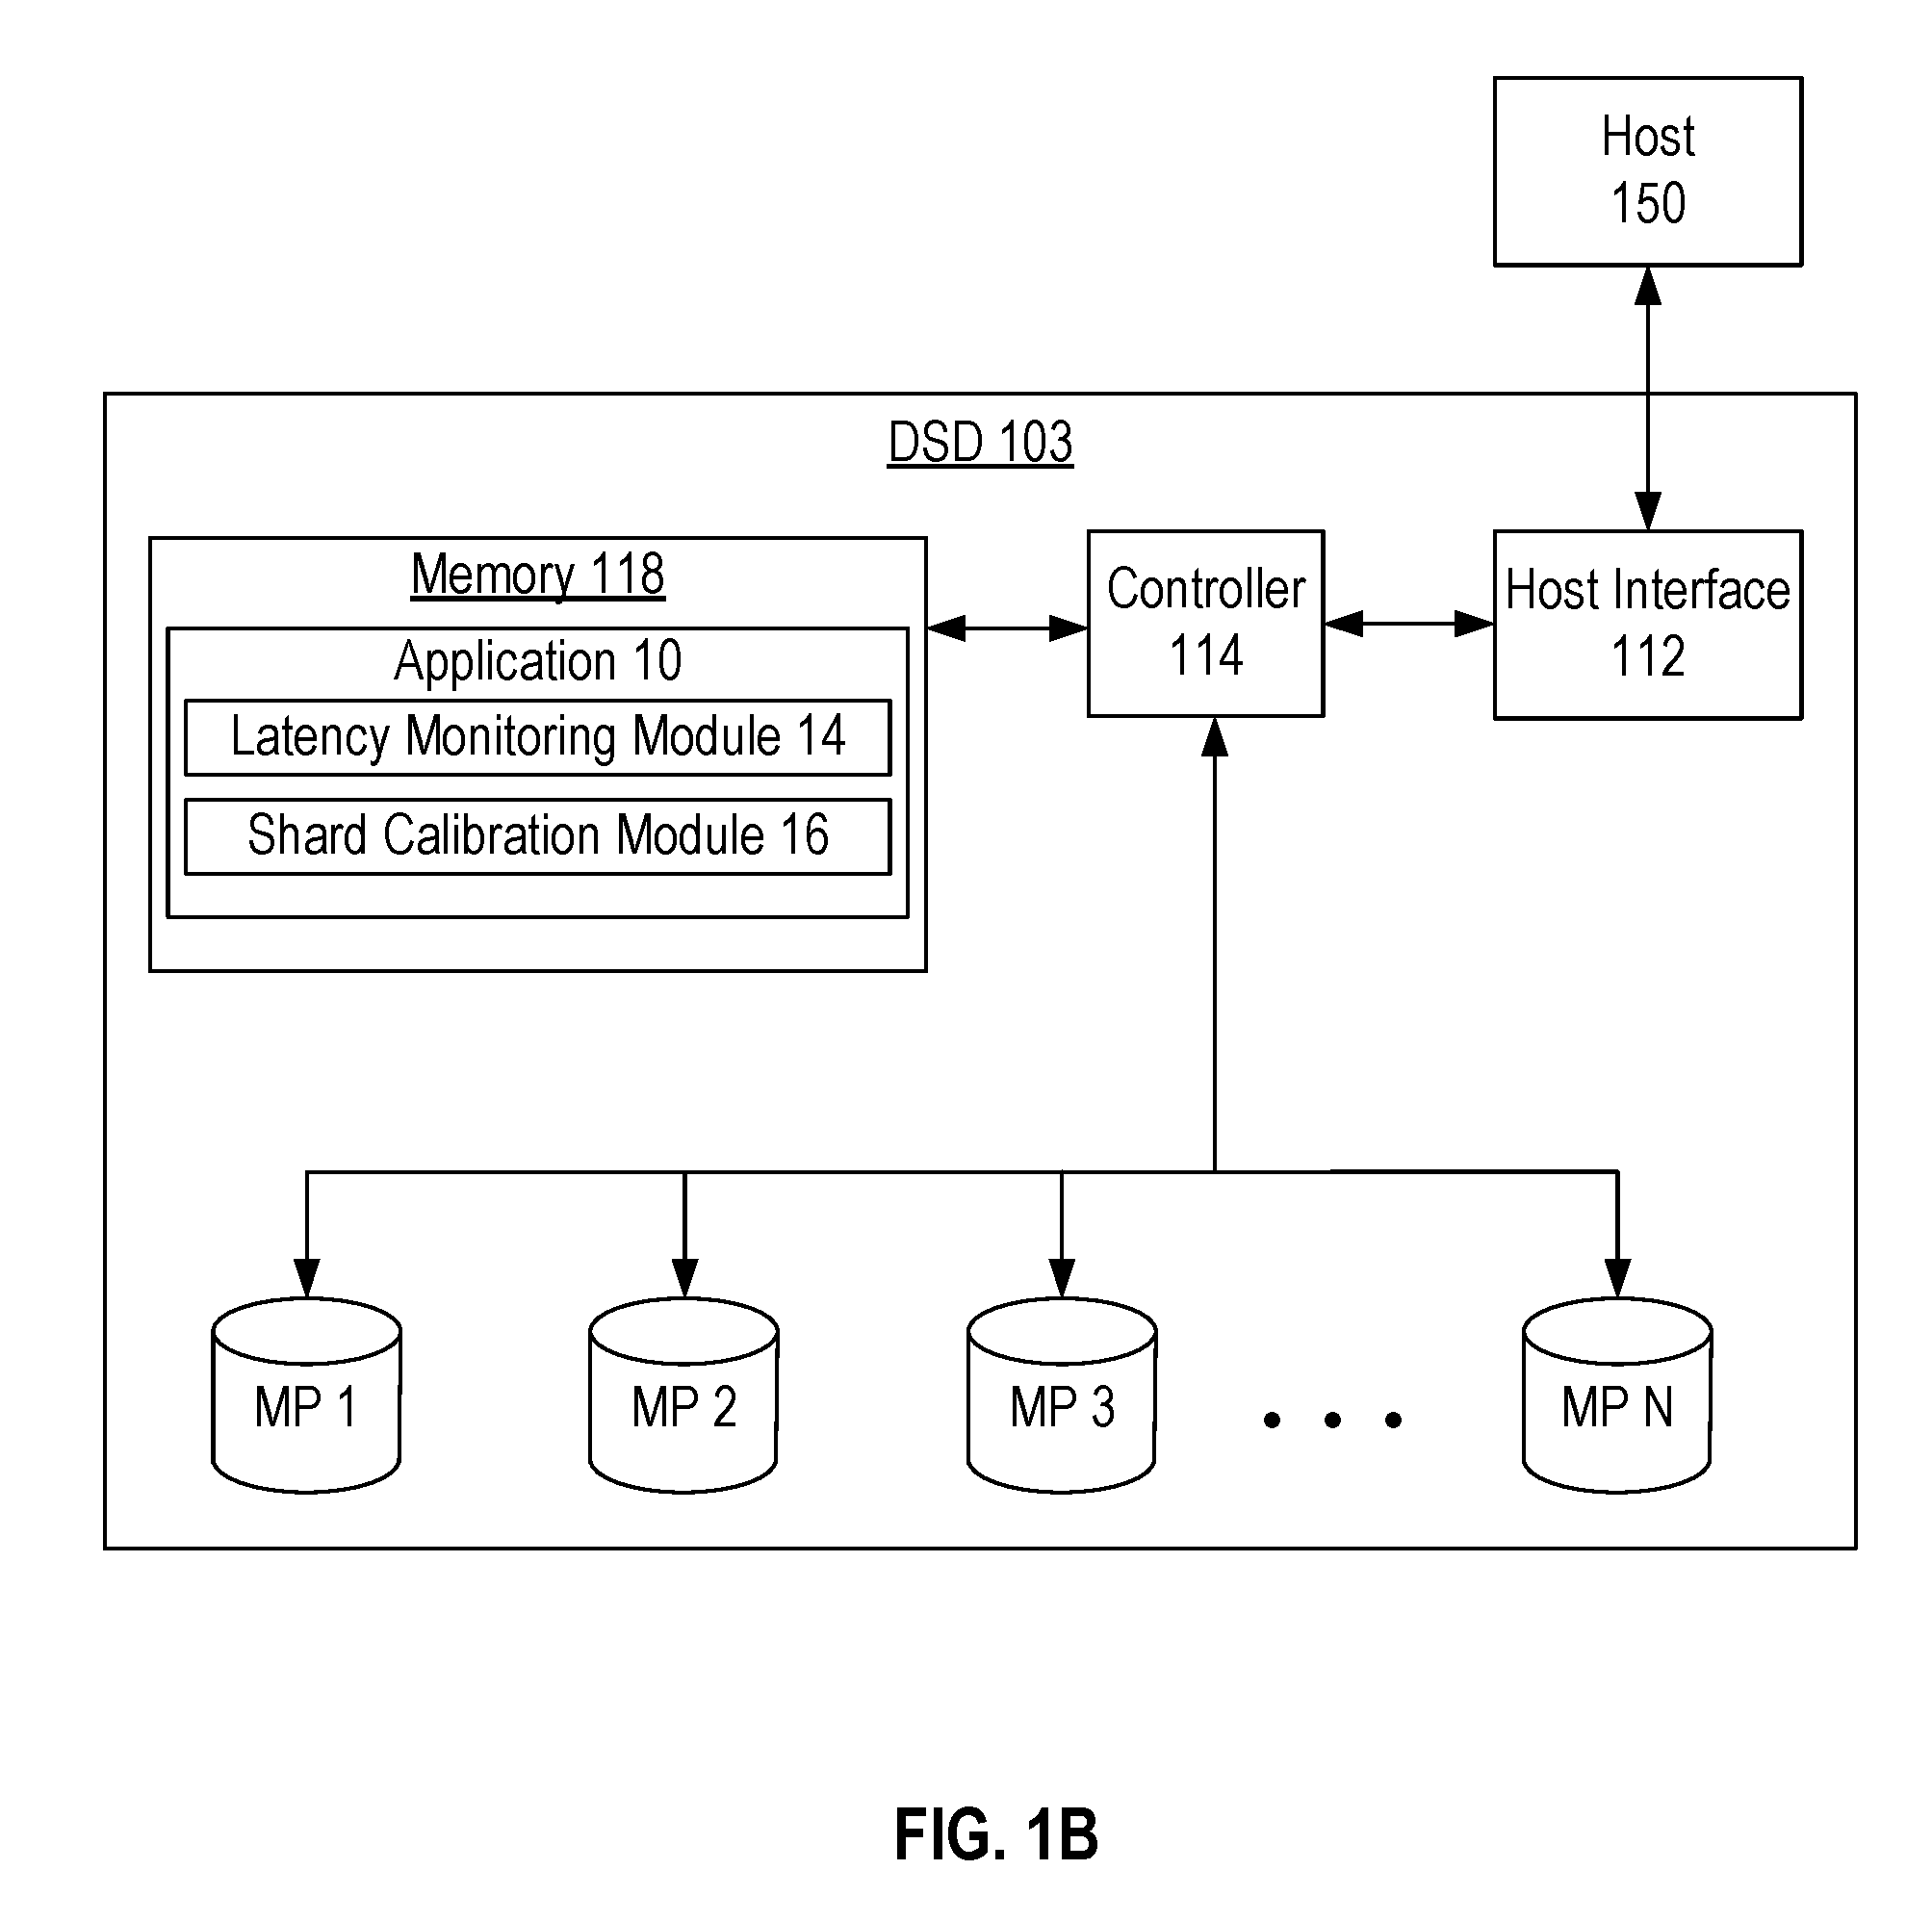 Host
150
DSD 103
Memory 118
Application 10
Latency Monitoring Module 14
Shard Calibration Module 16
Controller
114
Host Interface
112
MP 1
MP 2
MP 3
• • •
MP N
FIG. 1B